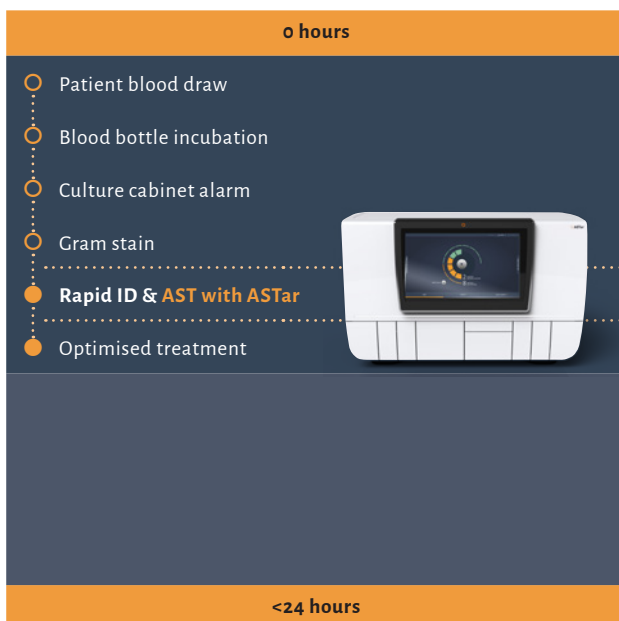 0 hours
Patient blood draw
Blood bottle incubation
Culture cabinet alarm
Gram stain
Rapid ID & AST with ASTar
Optimised treatment
<24 hours